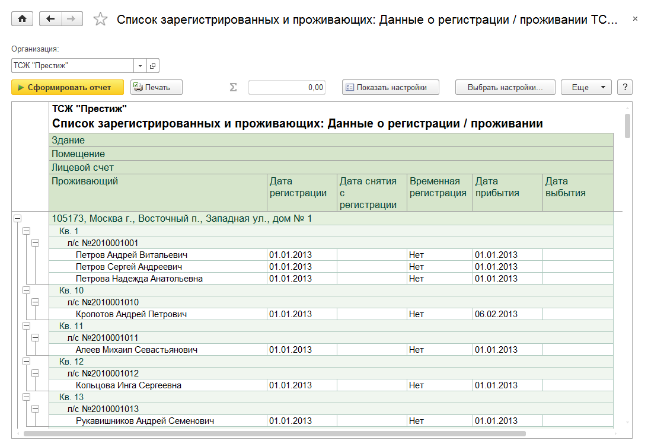 Список зарегистрированных и проживающих: Данные о регистрации / проживании ТС...
Организация:
ТСЖ "Престиж"
Сформировать отчет Печать Σ 0,00 Показать настройки Выбрать настройки... Еще ?
ТСЖ "Престиж"
Список зарегистрированных и проживающих: Данные о регистрации / проживании
Здание
Помещение
Лицевой счет
Проживающий Дата регистрации Дата снятия с регистрации Временная регистрация Дата прибытия Дата выбытия
105173, Москва г., Восточный п., Западная ул., дом № 1
Кв. 1
л/с №2010001001
Петров Андрей Витальевич 01.01.2013 Нет 01.01.2013
Петров Сергей Андреевич 01.01.2013 Нет 01.01.2013
Петрова Надежда Анатольевна 01.01.2013 Нет 01.01.2013
Кв. 10
л/с №2010001010
Кропотов Андрей Петрович 01.01.2013 Нет 06.02.2013
Кв. 11
л/с №2010001011
Алеев Михаил Севастьянович 01.01.2013 Нет 01.01.2013
Кв. 12
л/с №2010001012
Кольцова Инга Сергеевна 01.01.2013 Нет 01.01.2013
Кв. 13
л/с №2010001013
Рукавишников Андрей Семенович 01.01.2013 Нет 01.01.2013